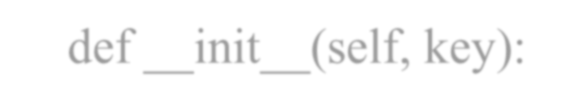 def __init__(self, key):